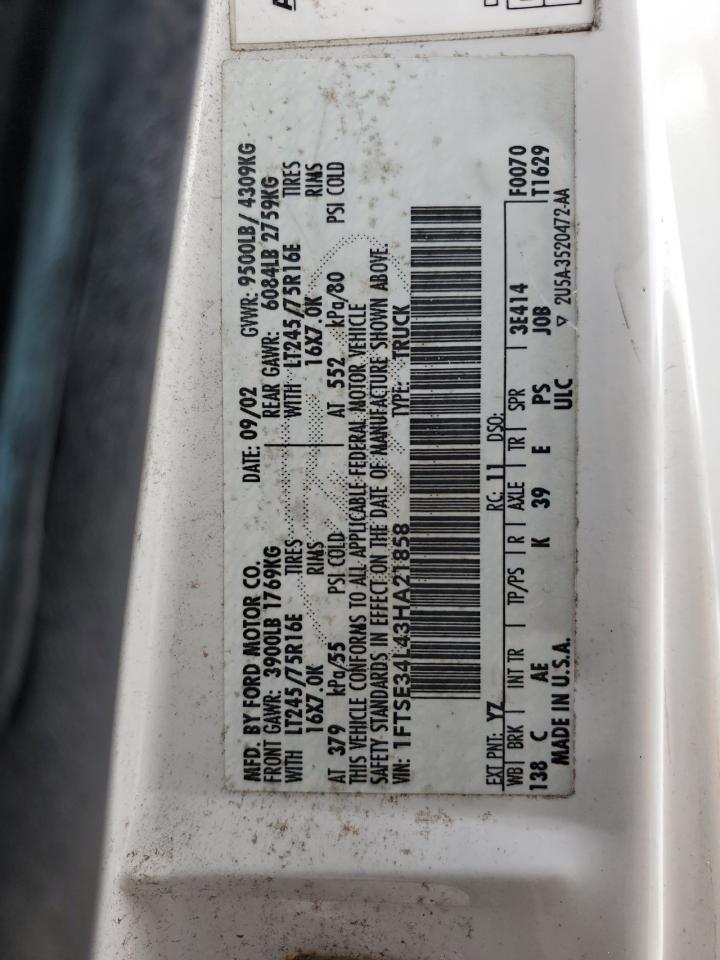 MFD. BY FORD MOTOR CO. DATE: 09/02 GVWR: 9500LB/ 4309KG
FRONT GAWR: 3900LB 1769KG REAR GAWR: 6084LB 2759KG
WITH LT245/75R16E TIRES WITH LT245/75R16E TIRES
16X7.0K RIMS 16X7.0K RIMS
AT 379 kPa/55 PSI COLD AT 552 kPa/80 PSI COLD
THIS VEHICLE CONFORMS TO ALL APPLICABLE FEDERAL MOTOR VEHICLE
SAFETY STANDARDS IN EFFECT ON THE DATE OF MANUFACTURE SHOWN ABOVE.
VIN: 1FTSE34L43HA21858 TYPE: TRUCK
EXT PNT: YZ RC: 11 DSO: F0070
WB BRK INT TR TP/PS R AXLE TR SPR 3E414 T1629
138 C AE K 39 E PS JOB
MADE IN U.S.A. ULC ▽ 2U5A-3520472-AA